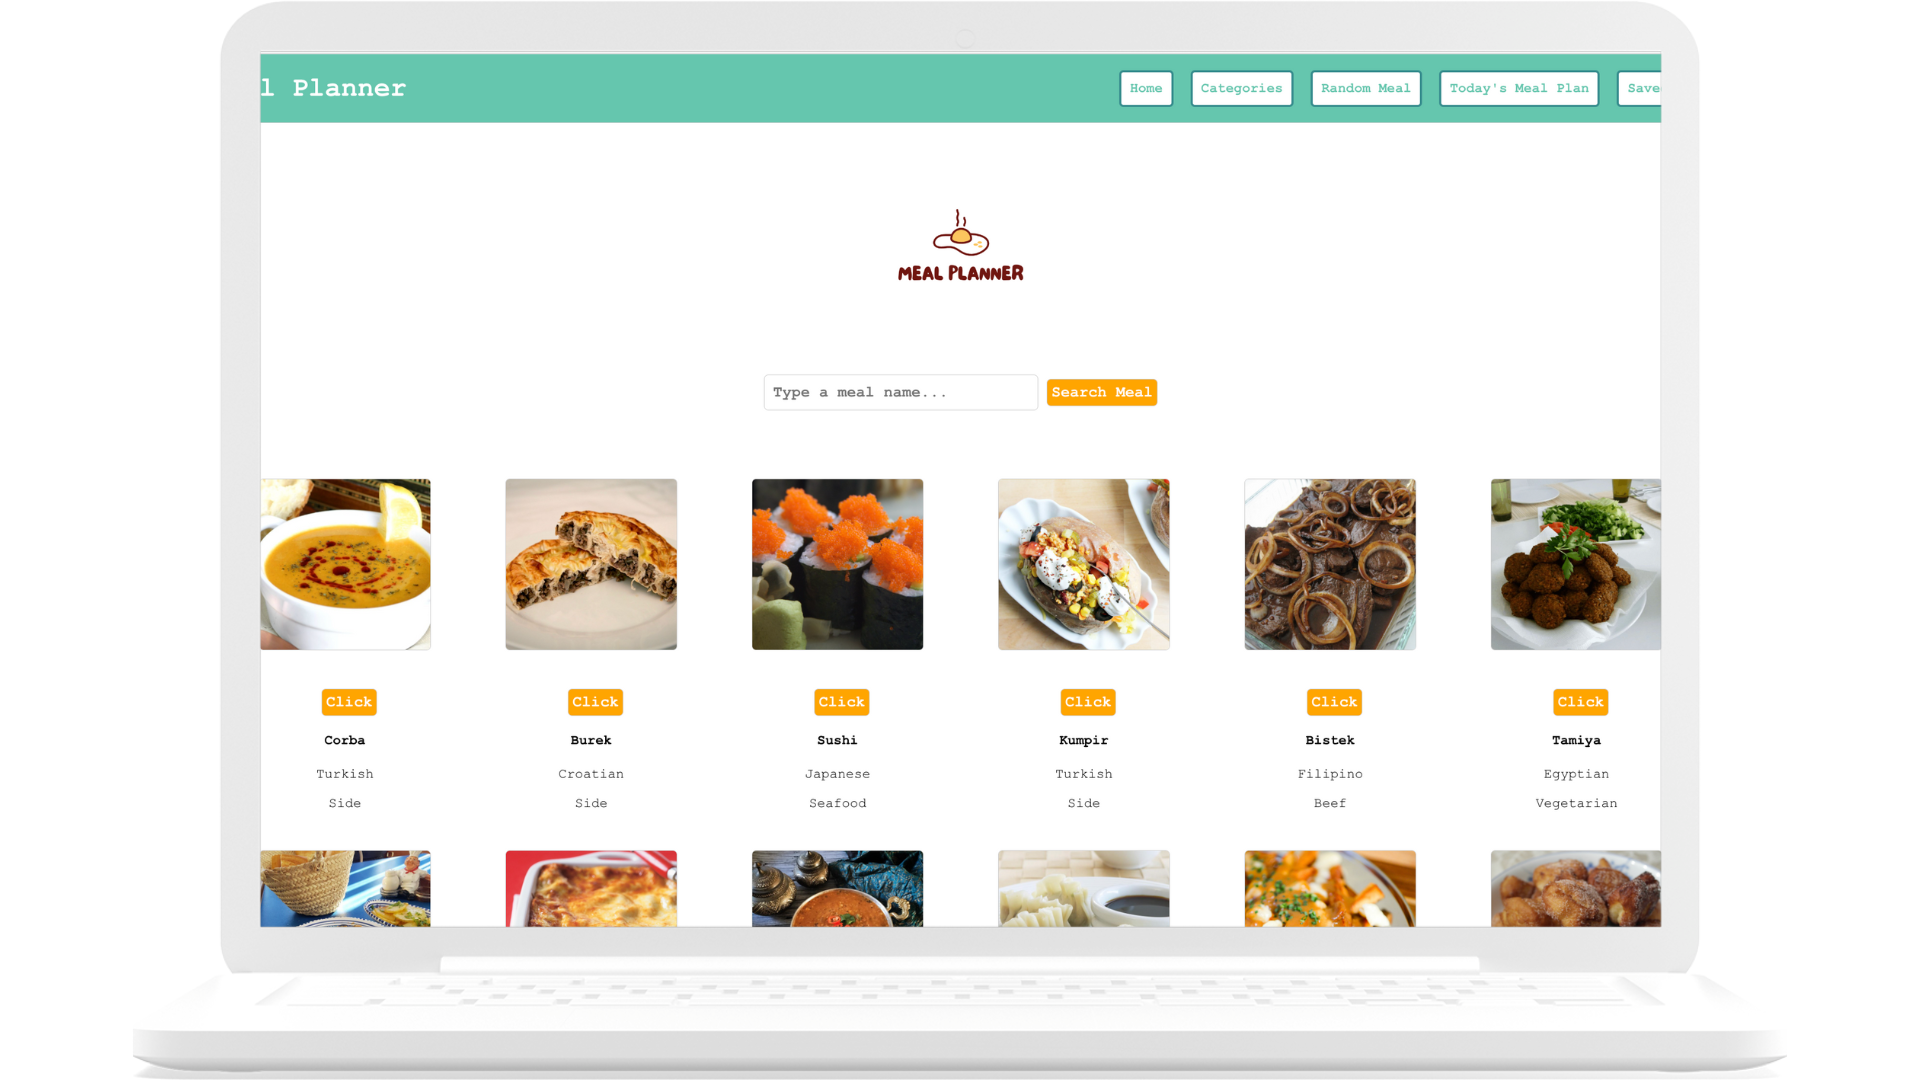 l Planner
Home
Categories
Random Meal
Today's Meal Plan
Save
MEAL PLANNER
Type a meal name...
Search Meal
Click
Click
Click
Click
Click
Click
Corba
Burek
Sushi
Kumpir
Bistek
Tamiya
Turkish
Croatian
Japanese
Turkish
Filipino
Egyptian
Side
Side
Seafood
Side
Beef
Vegetarian